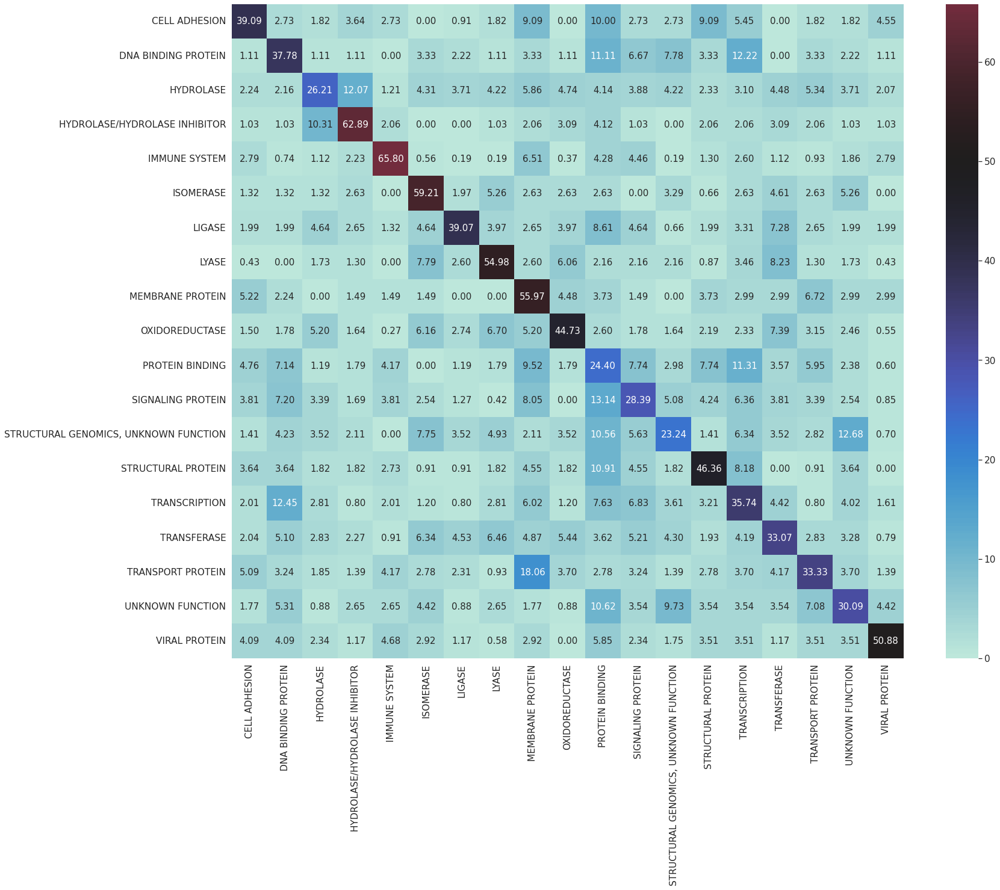 CELL ADHESION 39.09 2.73 1.82 3.64 2.73 0.00 0.91 1.82 9.09 0.00 10.00 2.73 2.73 9.09 5.45 0.00 1.82 1.82 4.55
DNA BINDING PROTEIN 1.11 37.78 1.11 1.11 0.00 3.33 2.22 1.11 3.33 1.11 11.11 6.67 7.78 3.33 12.22 0.00 3.33 2.22 1.11
60
HYDROLASE 2.24 2.16 26.21 12.07 1.21 4.31 3.71 4.22 5.86 4.74 4.14 3.88 4.22 2.33 3.10 4.48 5.34 3.71 2.07
HYDROLASE/HYDROLASE INHIBITOR 1.03 1.03 10.31 62.89 2.06 0.00 0.00 1.03 2.06 3.09 4.12 1.03 0.00 2.06 2.06 3.09 2.06 1.03 1.03
IMMUNE SYSTEM 2.79 0.74 1.12 2.23 65.80 0.56 0.19 0.19 6.51 0.37 4.28 4.46 0.19 1.30 2.60 1.12 0.93 1.86 2.79
50
ISOMERASE 1.32 1.32 1.32 2.63 0.00 59.21 1.97 5.26 2.63 2.63 2.63 0.00 3.29 0.66 2.63 4.61 2.63 5.26 0.00
LIGASE 1.99 1.99 4.64 2.65 1.32 4.64 39.07 3.97 2.65 3.97 8.61 4.64 0.66 1.99 3.31 7.28 2.65 1.99 1.99
LYASE 0.43 0.00 1.73 1.30 0.00 7.79 2.60 54.98 2.60 6.06 2.16 2.16 2.16 0.87 3.46 8.23 1.30 1.73 0.43
40
MEMBRANE PROTEIN 5.22 2.24 0.00 1.49 1.49 1.49 0.00 0.00 55.97 4.48 3.73 1.49 0.00 3.73 2.99 2.99 6.72 2.99 2.99
OXIDOREDUCTASE 1.50 1.78 5.20 1.64 0.27 6.16 2.74 6.70 5.20 44.73 2.60 1.78 1.64 2.19 2.33 7.39 3.15 2.46 0.55
30
PROTEIN BINDING 4.76 7.14 1.19 1.79 4.17 0.00 1.19 1.79 9.52 1.79 24.40 7.74 2.98 7.74 11.31 3.57 5.95 2.38 0.60
SIGNALING PROTEIN 3.81 7.20 3.39 1.69 3.81 2.54 1.27 0.42 8.05 0.00 13.14 28.39 5.08 4.24 6.36 3.81 3.39 2.54 0.85
STRUCTURAL GENOMICS, UNKNOWN FUNCTION 1.41 4.23 3.52 2.11 0.00 7.75 3.52 4.93 2.11 3.52 10.56 5.63 23.24 1.41 6.34 3.52 2.82 12.68 0.70
20
STRUCTURAL PROTEIN 3.64 3.64 1.82 1.82 2.73 0.91 0.91 1.82 4.55 1.82 10.91 4.55 1.82 46.36 8.18 0.00 0.91 3.64 0.00
TRANSCRIPTION 2.01 12.45 2.81 0.80 2.01 1.20 0.80 2.81 6.02 1.20 7.63 6.83 3.61 3.21 35.74 4.42 0.80 4.02 1.61
TRANSFERASE 2.04 5.10 2.83 2.27 0.91 6.34 4.53 6.46 4.87 5.44 3.62 5.21 4.30 1.93 4.19 33.07 2.83 3.28 0.79
10
TRANSPORT PROTEIN 5.09 3.24 1.85 1.39 4.17 2.78 2.31 0.93 18.06 3.70 2.78 3.24 1.39 2.78 3.70 4.17 33.33 3.70 1.39
UNKNOWN FUNCTION 1.77 5.31 0.88 2.65 2.65 4.42 0.88 2.65 1.77 0.88 10.62 3.54 9.73 3.54 3.54 3.54 7.08 30.09 4.42
VIRAL PROTEIN 4.09 4.09 2.34 1.17 4.68 2.92 1.17 0.58 2.92 0.00 5.85 2.34 1.75 3.51 3.51 1.17 3.51 3.51 50.88
0
CELL ADHESION
DNA BINDING PROTEIN
HYDROLASE
HYDROLASE/HYDROLASE INHIBITOR
IMMUNE SYSTEM
ISOMERASE
LIGASE
LYASE
MEMBRANE PROTEIN
OXIDOREDUCTASE
PROTEIN BINDING
SIGNALING PROTEIN
STRUCTURAL GENOMICS, UNKNOWN FUNCTION
STRUCTURAL PROTEIN
TRANSCRIPTION
TRANSFERASE
TRANSPORT PROTEIN
UNKNOWN FUNCTION
VIRAL PROTEIN